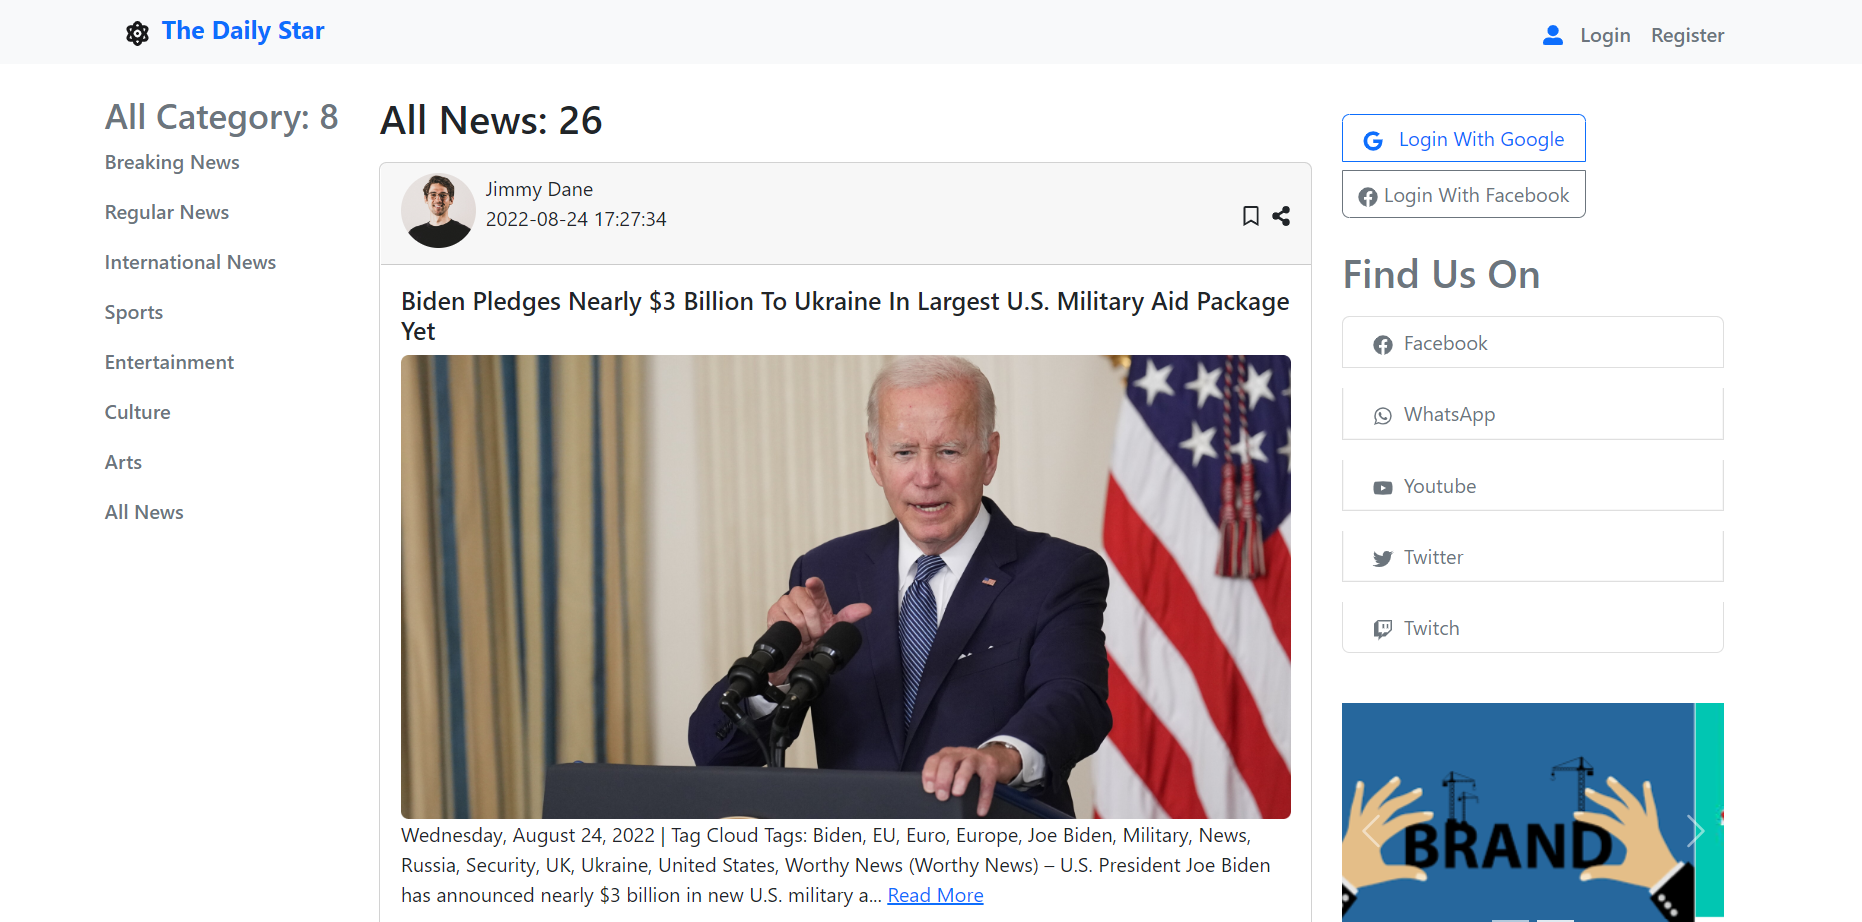 The Daily Star
Login
Register
All Category: 8
Breaking News
Regular News
International News
Sports
Entertainment
Culture
Arts
All News
All News: 26
Jimmy Dane
2022-08-24 17:27:34
Biden Pledges Nearly $3 Billion To Ukraine In Largest U.S. Military Aid Package
Yet
Wednesday, August 24, 2022 | Tag Cloud Tags: Biden, EU, Euro, Europe, Joe Biden, Military, News,
Russia, Security, UK, Ukraine, United States, Worthy News (Worthy News) – U.S. President Joe Biden
has announced nearly $3 billion in new U.S. military a... Read More
Login With Google
Login With Facebook
Find Us On
Facebook
WhatsApp
Youtube
Twitter
Twitch
BRAND